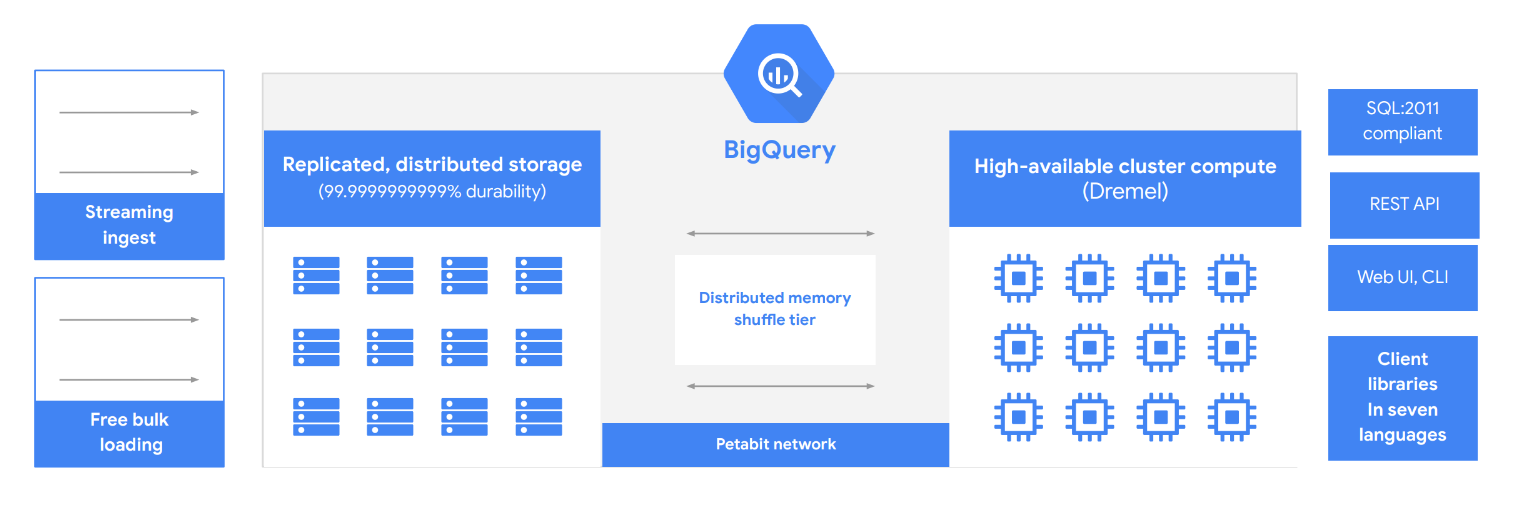 Streaming
ingest
Free bulk
loading
Replicated, distributed storage
(99.9999999999% durability)
BigQuery
Distributed memory
shuffle tier
Petabit network
High-available cluster compute
(Dremel)
SQL:2011
compliant
REST API
Web UI, CLI
Client
libraries
In seven
languages